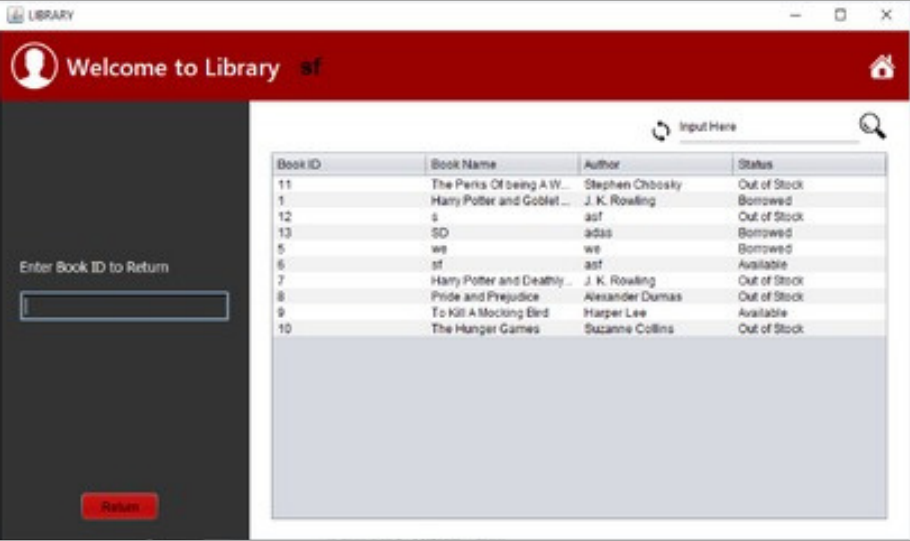 LIBRARY
Welcome to Library sf
Input Here
Book ID Book Name Author Status
11 The Perks Of being A W... Stephen Chbosky Out of Stock
1 Harry Potter and Goblet ... J. K. Rowling Borrowed
12 s asf Out of Stock
13 SD adas Borrowed
5 we we Borrowed
6 sf asf Available
7 Harry Potter and Deathly... J. K. Rowling Out of Stock
8 Pride and Prejudice Alexander Dumas Out of Stock
9 To Kill A Mocking Bird Harper Lee Available
10 The Hunger Games Suzanne Collins Out of Stock
Enter Book ID to Return
Return